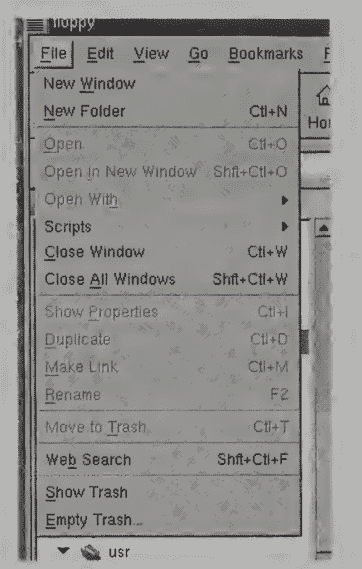 floppy
File Edit View Go Bookmarks
New Window
New Folder Ctl+N
Open Ctl+O
Open in New Window Shft+Ctl+O
Open With
Scripts
Close Window Ctl+W
Close All Windows Shft+Ctl+W
Show Properties Ctl+I
Duplicate Ctl+D
Make Link Ctl+M
Rename F2
Move to Trash Ctl+T
Web Search Shft+Ctl+F
Show Trash
Empty Trash...
usr